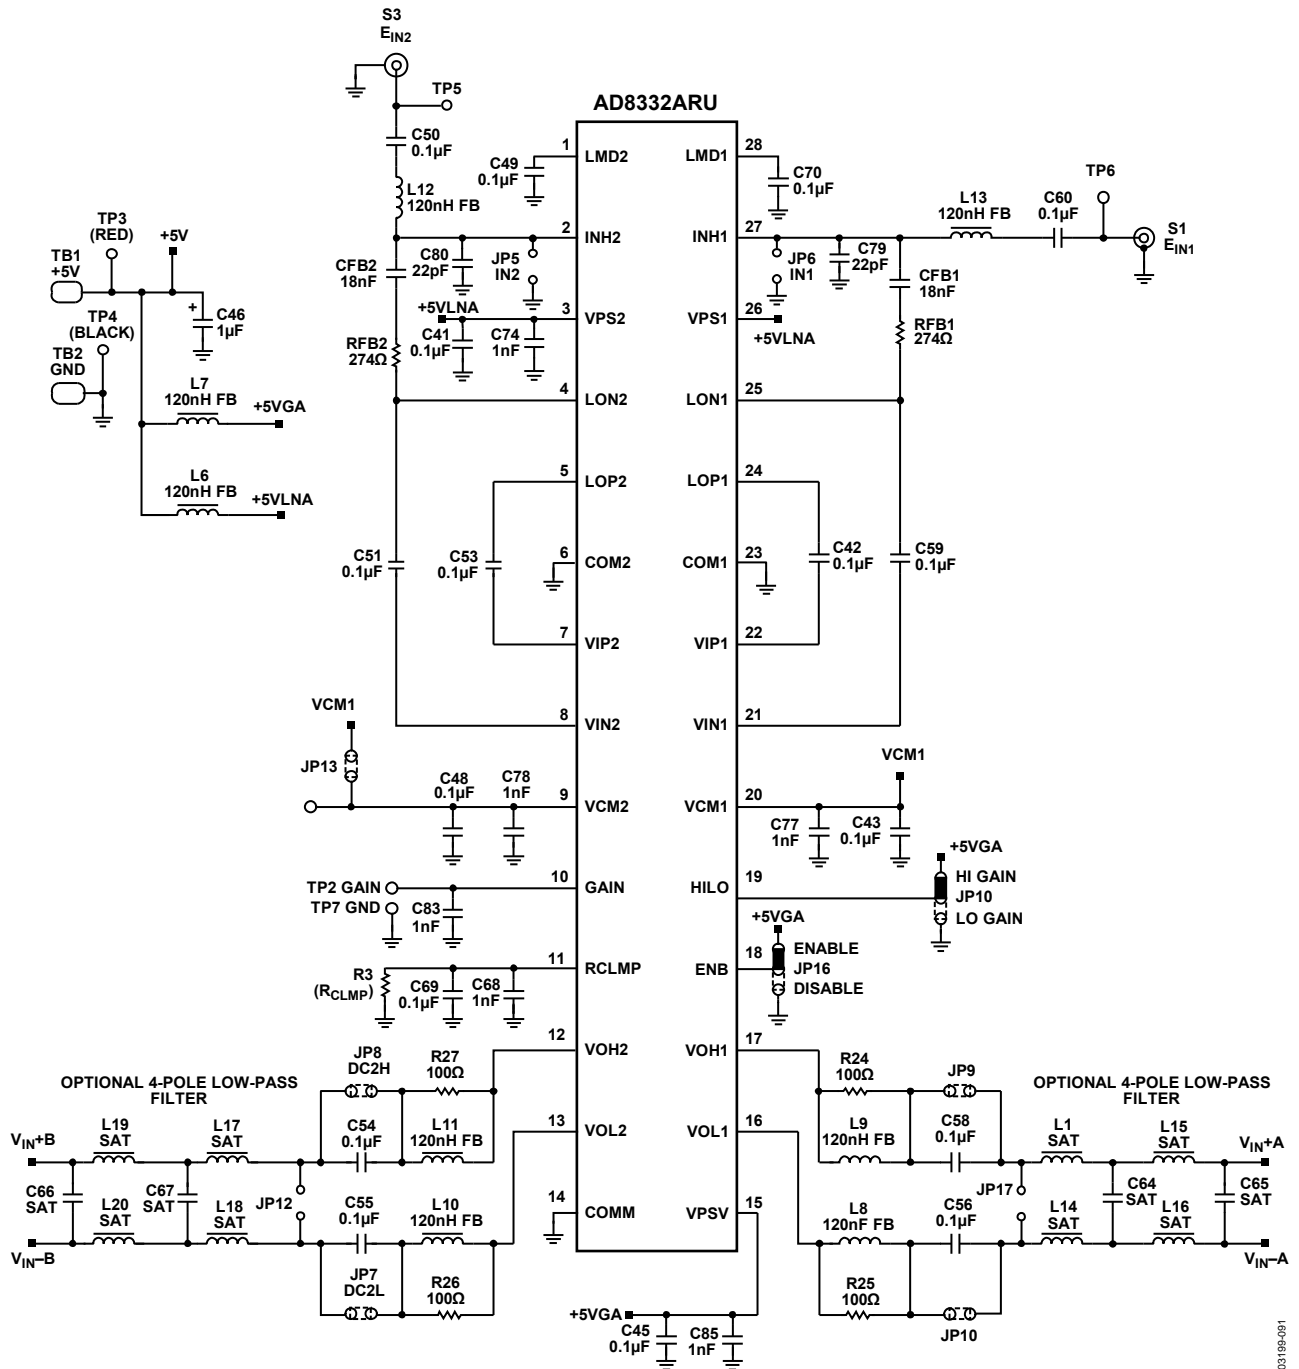 S3
EIN2
TP5
AD8332ARU
C50
0.1µF
L12
120nH FB
C49
0.1µF
1
LMD2
LMD1
28
C70
0.1µF
TP6
L13
120nH FB
C60
0.1µF
S1
EIN1
TP3
(RED)
+5V
TB1
+5V
TP4
(BLACK)
TB2
GND
C46
1µF
+
L7
120nH FB
+5VGA
L6
120nH FB
+5VLNA
2
INH2
INH1
27
CFB2
18nF
C80
22pF
JP5
IN2
JP6
IN1
C79
22pF
CFB1
18nF
+5VLNA
3
VPS2
VPS1
26
+5VLNA
RFB2
274Ω
C41
0.1µF
C74
1nF
RFB1
274Ω
4
LON2
LON1
25
5
LOP2
LOP1
24
C51
0.1µF
C53
0.1µF
6
COM2
COM1
23
C42
0.1µF
C59
0.1µF
7
VIP2
VIP1
22
8
VIN2
VIN1
21
VCM1
JP13
C48
0.1µF
C78
1nF
9
VCM2
VCM1
20
VCM1
C77
1nF
C43
0.1µF
TP2 GAIN
TP7 GND
C83
1nF
10
GAIN
HILO
19
+5VGA
HI GAIN
JP10
LO GAIN
R3
(RCLMP)
C69
0.1µF
C68
1nF
11
RCLMP
ENB
18
+5VGA
ENABLE
JP16
DISABLE
12
VOH2
VOH1
17
OPTIONAL 4-POLE LOW-PASS
FILTER
JP8
DC2H
R27
100Ω
R24
100Ω
JP9
OPTIONAL 4-POLE LOW-PASS
FILTER
VIN+B
L19
SAT
L17
SAT
C54
0.1µF
L11
120nH FB
13
VOL2
VOL1
16
L9
120nH FB
C58
0.1µF
L1
SAT
L15
SAT
VIN+A
C66
SAT
C67
SAT
JP12
JP17
C64
SAT
C65
SAT
VIN–B
L20
SAT
L18
SAT
C55
0.1µF
L10
120nH FB
14
COMM
VPSV
15
L8
120nF FB
C56
0.1µF
L14
SAT
L16
SAT
VIN–A
JP7
DC2L
R26
100Ω
R25
100Ω
JP10
+5VGA
C45
0.1µF
C85
1nF
03199-091